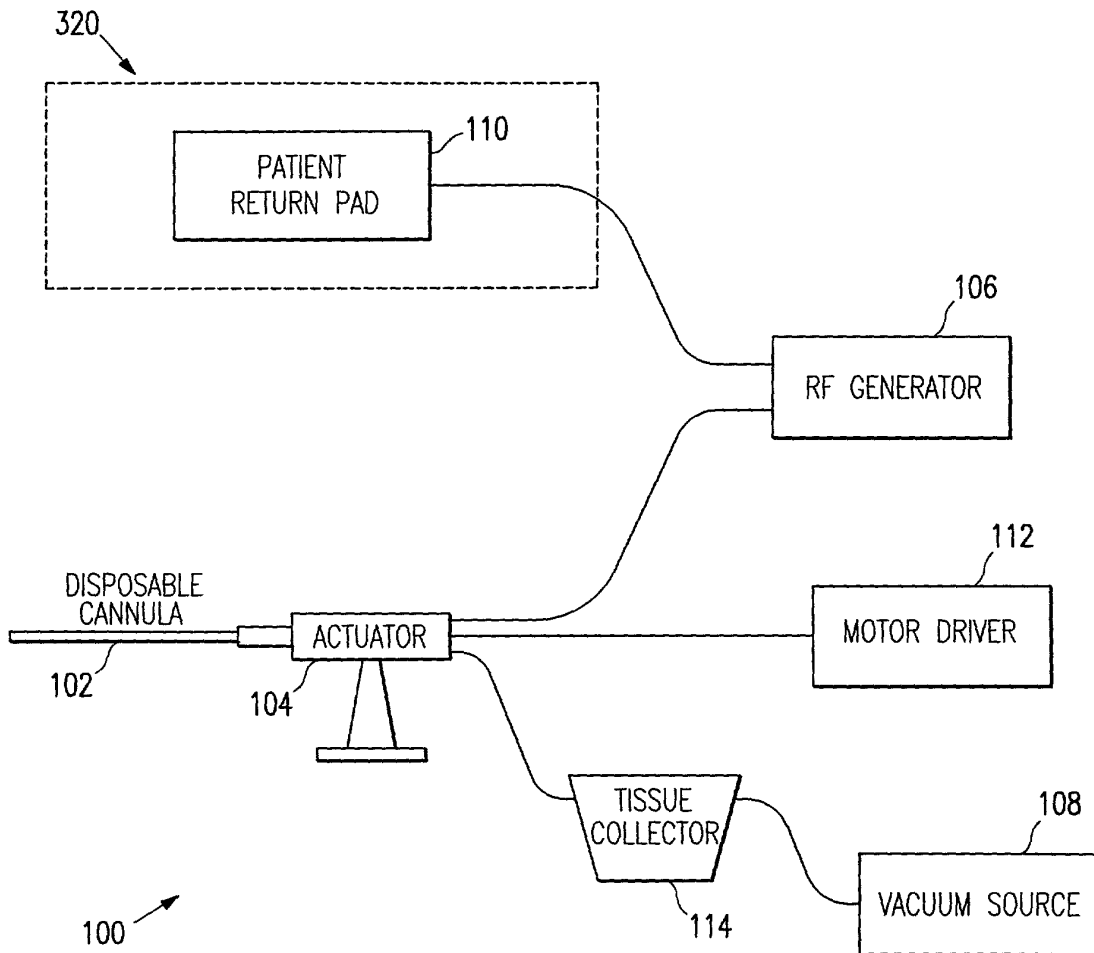 320
110
PATIENT
RETURN PAD
106
RF GENERATOR
112
DISPOSABLE
CANNULA
ACTUATOR
MOTOR DRIVER
102
104
TISSUE
COLLECTOR
108
VACUUM SOURCE
114
100